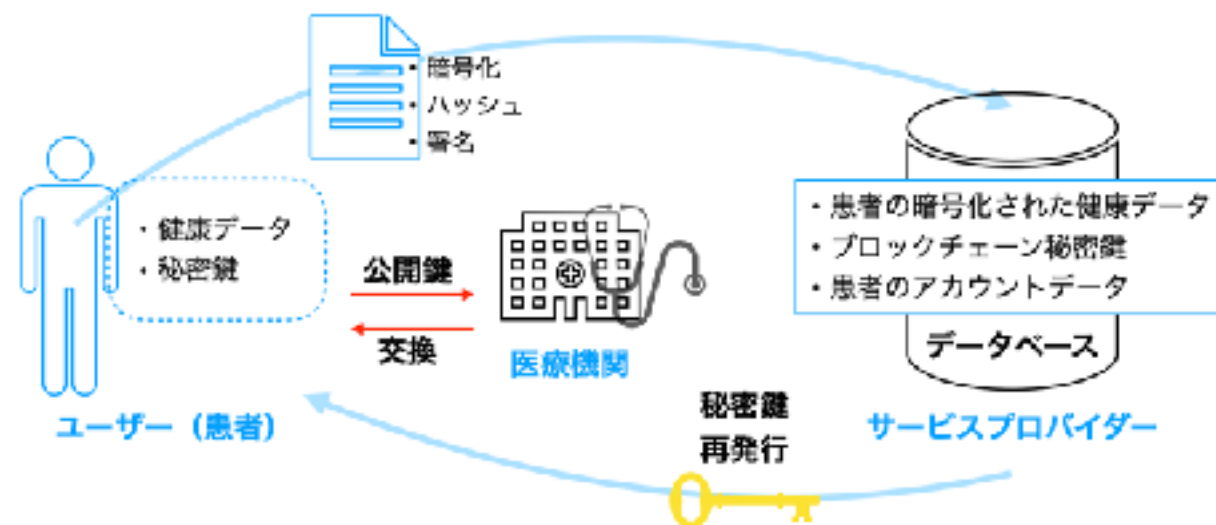 ・暗号化
・ハッシュ
・署名
・健康データ
・秘密鍵
公開鍵
交換
医療機関
ユーザー（患者）
・患者の暗号化された健康データ
・ブロックチェーン秘密鍵
・患者のアカウントデータ
データベース
サービスプロバイダー
秘密鍵
再発行